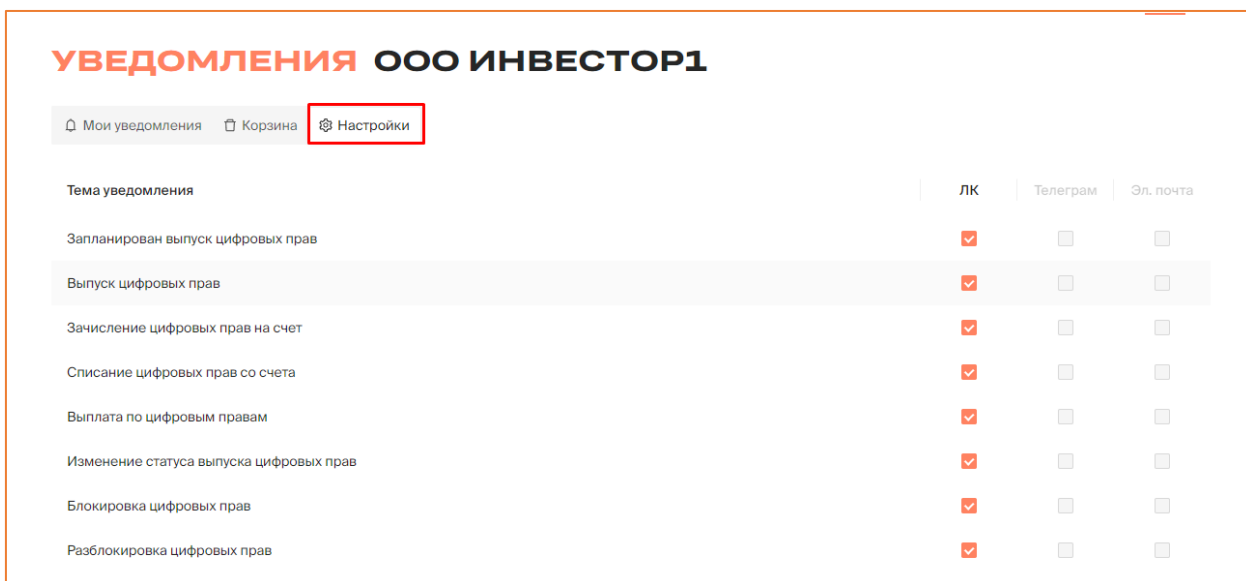 УВЕДОМЛЕНИЯ ООО ИНВЕСТОР1
Мои уведомления Корзина Настройки
Тема уведомления ЛК Телеграм Эл. почта
Запланирован выпуск цифровых прав
Выпуск цифровых прав
Зачисление цифровых прав на счет
Списание цифровых прав со счета
Выплата по цифровым правам
Изменение статуса выпуска цифровых прав
Блокировка цифровых прав
Разблокировка цифровых прав